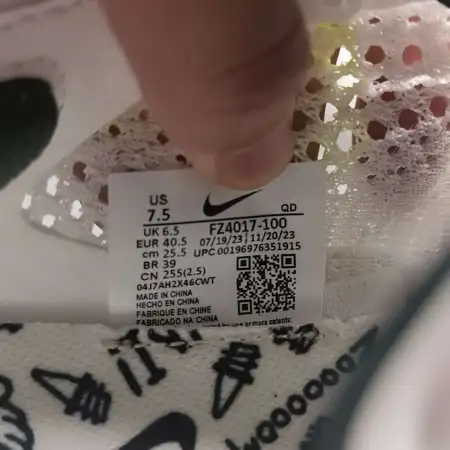 US
7.5
QD
UK 6.5
FZ4017-100
EUR 40.5
07/19/23 | 11/20/23
cm 25.5
UPC 00196976351915
BR 39
CN 255(2.5)
04J7AH2X46CWT
MADE IN CHINA
HECHO EN CHINA
FABRIQUE EN CHINE
FABRICADO NA CHINA